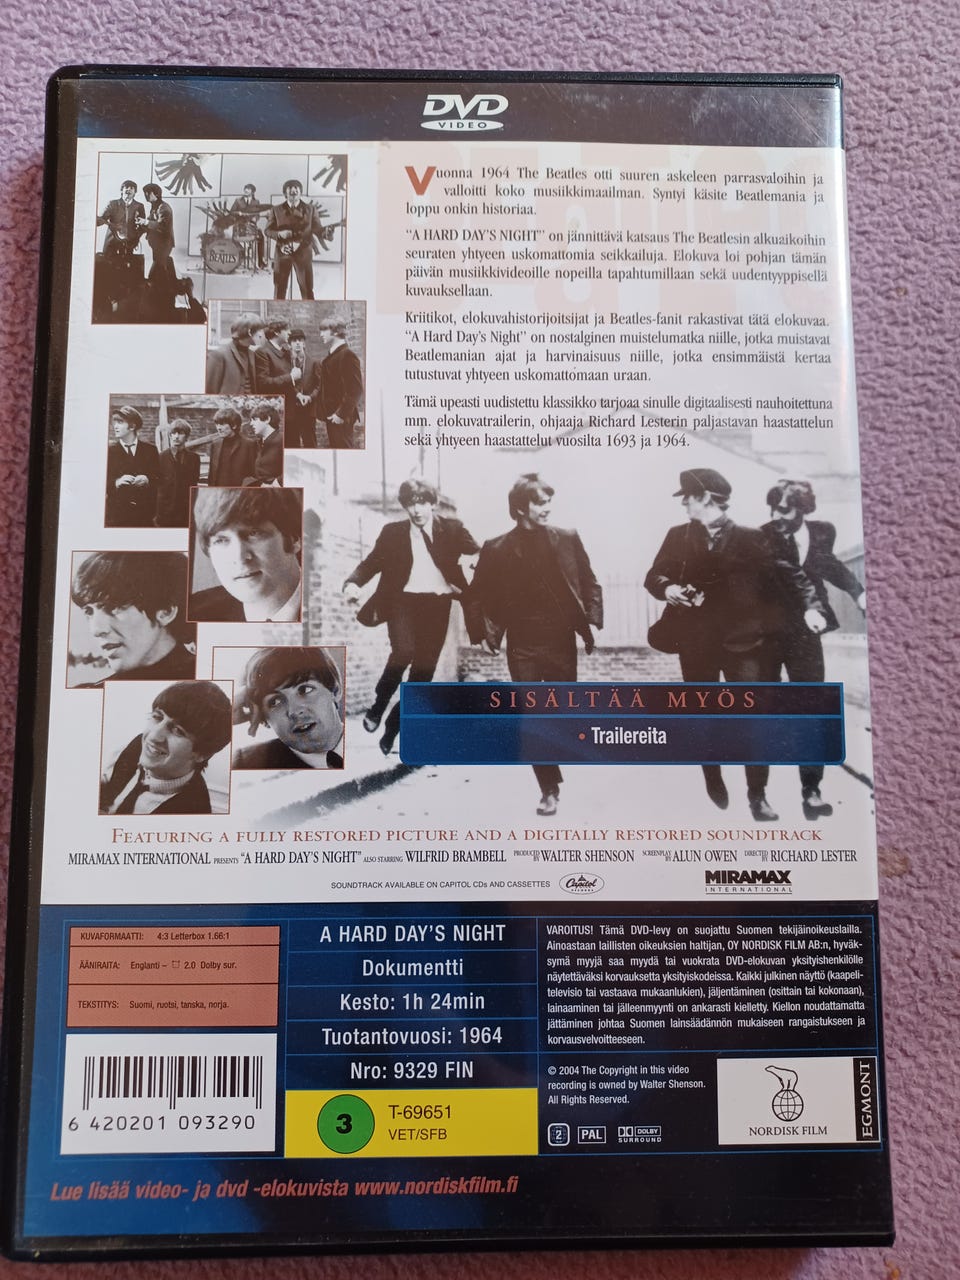 DVD
VIDEO
Vuonna 1964 The Beatles otti suuren askeleen parrasvaloihin ja
valloitti koko musiikkimaailman. Syntyi käsite Beatlemania ja
loppu onkin historiaa.
“A HARD DAY’S NIGHT” on jännittävä katsaus The Beatlesin alkuaikoihin
seuraten yhtyeen uskomattomia seikkailuja. Elokuva loi pohjan tämän
päivän musiikkivideoille nopeilla tapahtumillaan sekä uudentyyppisellä
kuvauksellaan.
Kriitikot, elokuvahistorijoitsijat ja Beatles-fanit rakastivat tätä elokuvaa.
“A Hard Day’s Night” on nostalginen muistelumatka niille, jotka muistavat
Beatlemanian ajat ja harvinaisuus niille, jotka ensimmäistä kertaa
tutustuvat yhtyeen uskomattomaan uraan.
Tämä upeasti uudistettu klassikko tarjoaa sinulle digitaalisesti nauhoitettuna
mm. elokuvatrailerin, ohjaaja Richard Lesterin paljastavan haastattelun
sekä yhtyeen haastattelut vuosilta 1693 ja 1964.
THE BEATLES
SISÄLTÄÄ MYÖS
• Trailereita
FEATURING A FULLY RESTORED PICTURE AND A DIGITALLY RESTORED SOUNDTRACK
MIRAMAX INTERNATIONAL PRESENTS “A HARD DAY’S NIGHT” ALSO STARRING WILFRID BRAMBELL PRODUCED BY WALTER SHENSON SCREENPLAY BY ALUN OWEN DIRECTED BY RICHARD LESTER
SOUNDTRACK AVAILABLE ON CAPITOL CDs AND CASSETTES
Capitol
RECORDS
MIRAMAX
INTERNATIONAL
KUVAFORMAATTI: 4:3 Letterbox 1.66:1
ÄÄNIRAITA: Englanti – 2.0 Dolby sur.
TEKSTITYS: Suomi, ruotsi, tanska, norja.
6 420201 093290
A HARD DAY’S NIGHT
Dokumentti
Kesto: 1h 24min
Tuotantovuosi: 1964
Nro: 9329 FIN
3
T-69651
VET/SFB
VAROITUS! Tämä DVD-levy on suojattu Suomen tekijäinoikeuslailla.
Ainoastaan laillisten oikeuksien haltijan, OY NORDISK FILM AB:n, hyväk-
symä myyjä saa myydä tai vuokrata DVD-elokuvan yksityishenkilölle
näytettäväksi korvauksetta yksityiskodeissa. Kaikki julkinen näyttö (kaapeli-
televisio tai vastaava mukaanlukien), jäljentäminen (osittain tai kokonaan),
lainaaminen tai jälleenmyynti on ankarasti kielletty. Kiellon noudattamatta
jättäminen johtaa Suomen lainsäädännön mukaiseen rangaistukseen ja
korvausvelvoitteeseen.
© 2004 The Copyright in this video
recording is owned by Walter Shenson.
All Rights Reserved.
2
PAL
DOLBY
SURROUND
NORDISK FILM
EGMONT
Lue lisää video- ja dvd -elokuvista www.nordiskfilm.fi